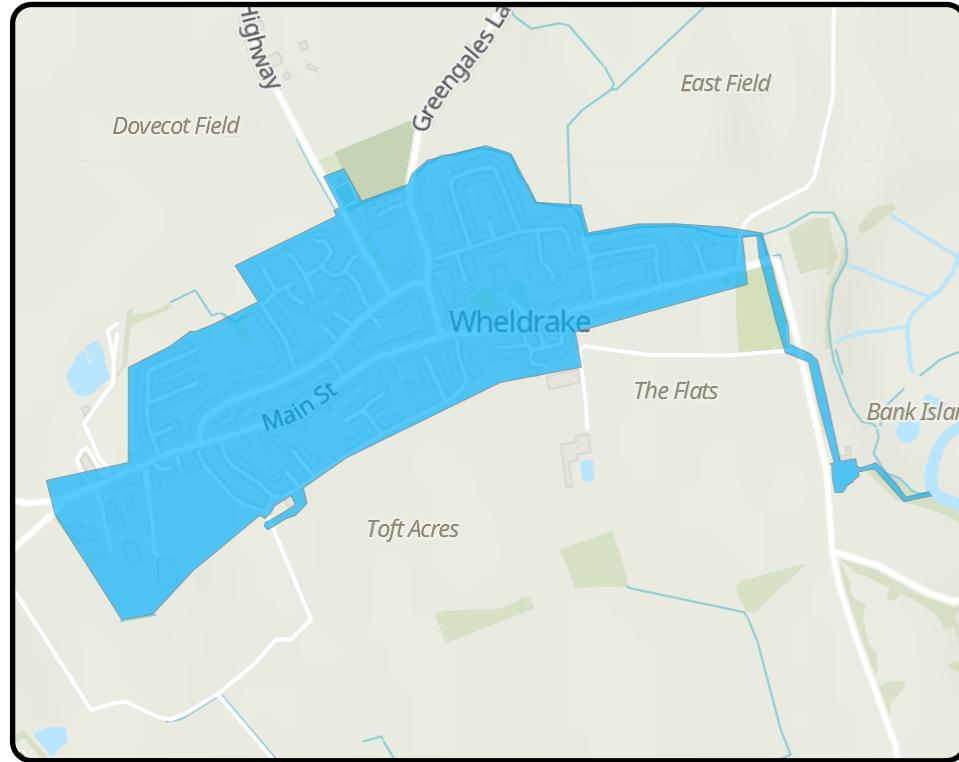 Highway
Greengales La
East Field
Dovecot Field
Wheldrake
The Flats
Main St
Bank Islan
Toft Acres